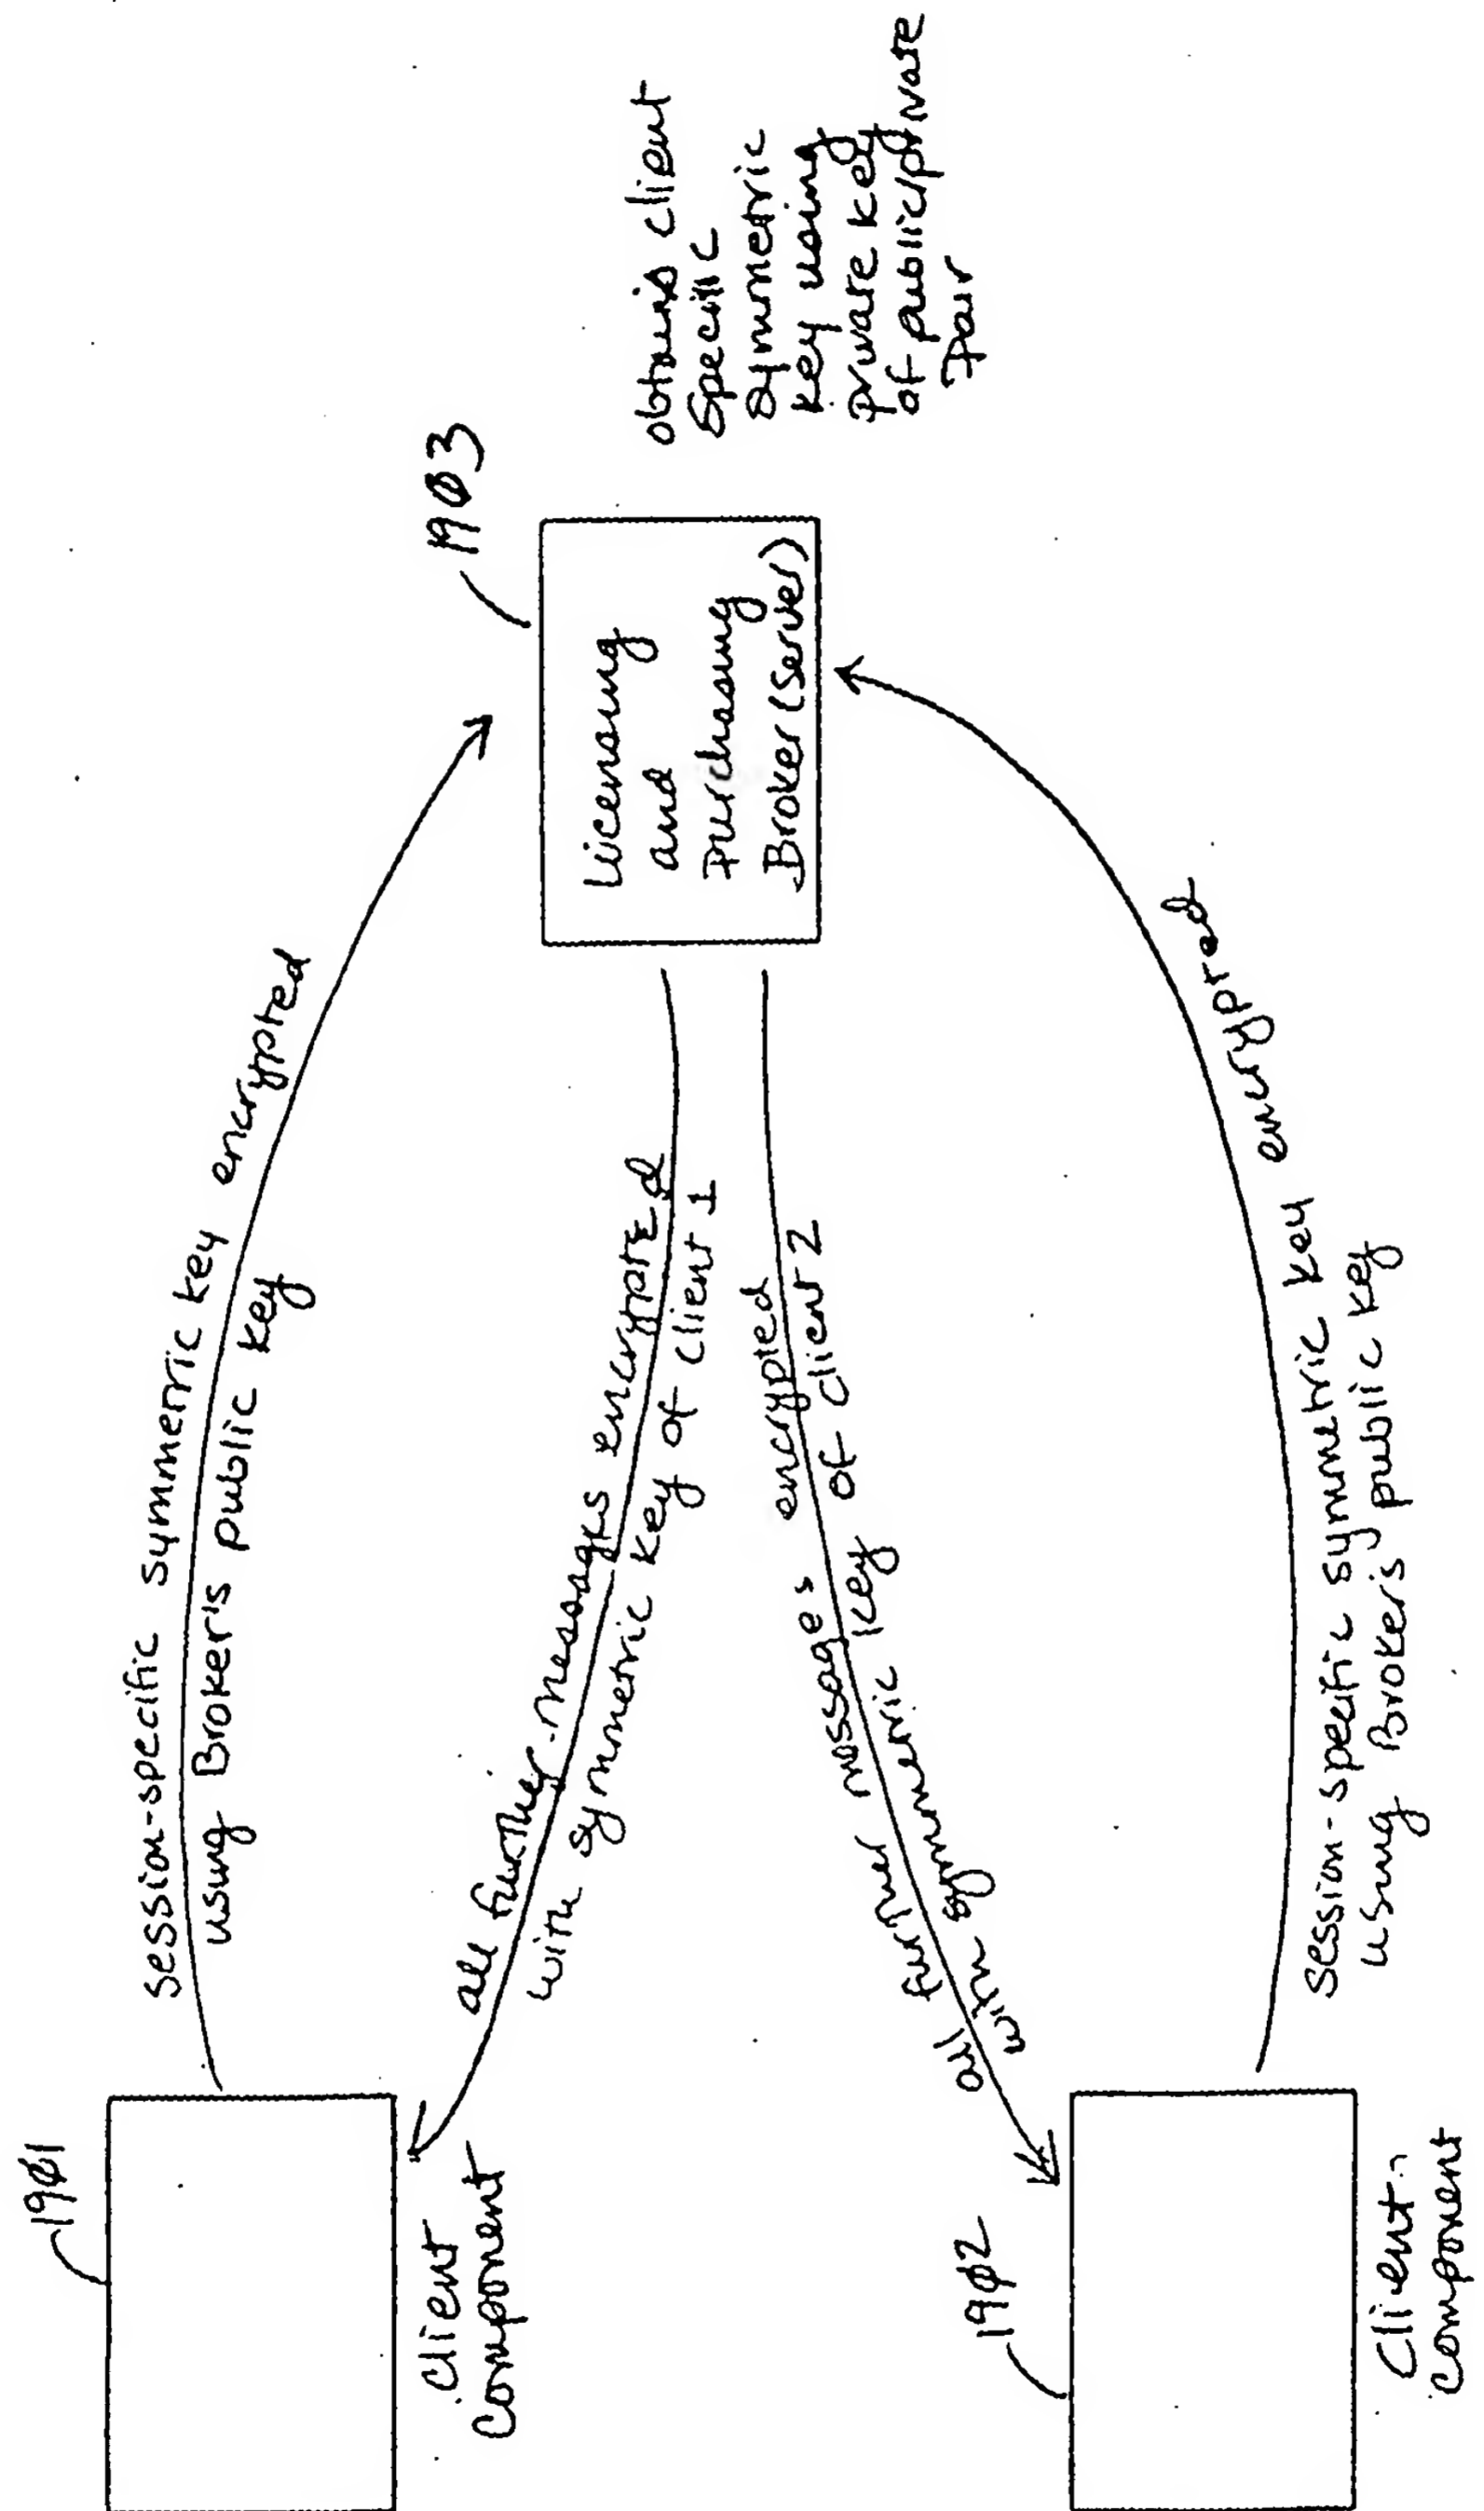 1901
client
component
session-specific symmetric key encrypted
using Broker's public key
all further messages encrypted
with symmetric key of client 1
1903
Licensing
and
Purchasing
Broker (Server)
obtains client
specific
symmetric
key using
private key
of public/private
pair
all further messages encrypted
with symmetric key of client 2
1902
client
component
session-specific symmetric key encrypted
using Broker's public key